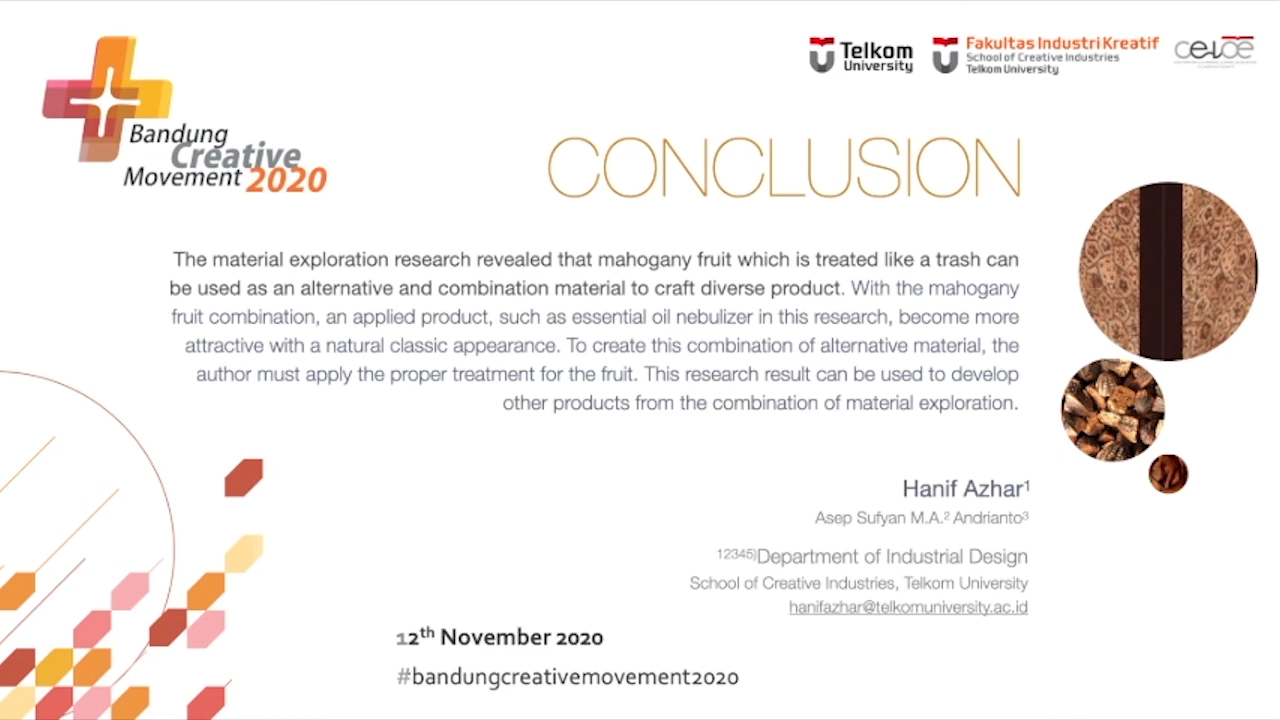 Telkom
University
Fakultas Industri Kreatif
School of Creative Industries
Telkom University
celoe
Bandung
Creative
Movement 2020
CONCLUSION
The material exploration research revealed that mahogany fruit which is treated like a trash can
be used as an alternative and combination material to craft diverse product. With the mahogany
fruit combination, an applied product, such as essential oil nebulizer in this research, become more
attractive with a natural classic appearance. To create this combination of alternative material, the
author must apply the proper treatment for the fruit. This research result can be used to develop
other products from the combination of material exploration.
Hanif Azhar¹
Asep Sufyan M.A.² Andrianto³
¹²³⁴⁵⁾Department of Industrial Design
School of Creative Industries, Telkom University
hanifazhar@telkomuniversity.ac.id
12th November 2020
#bandungcreativemovement2020